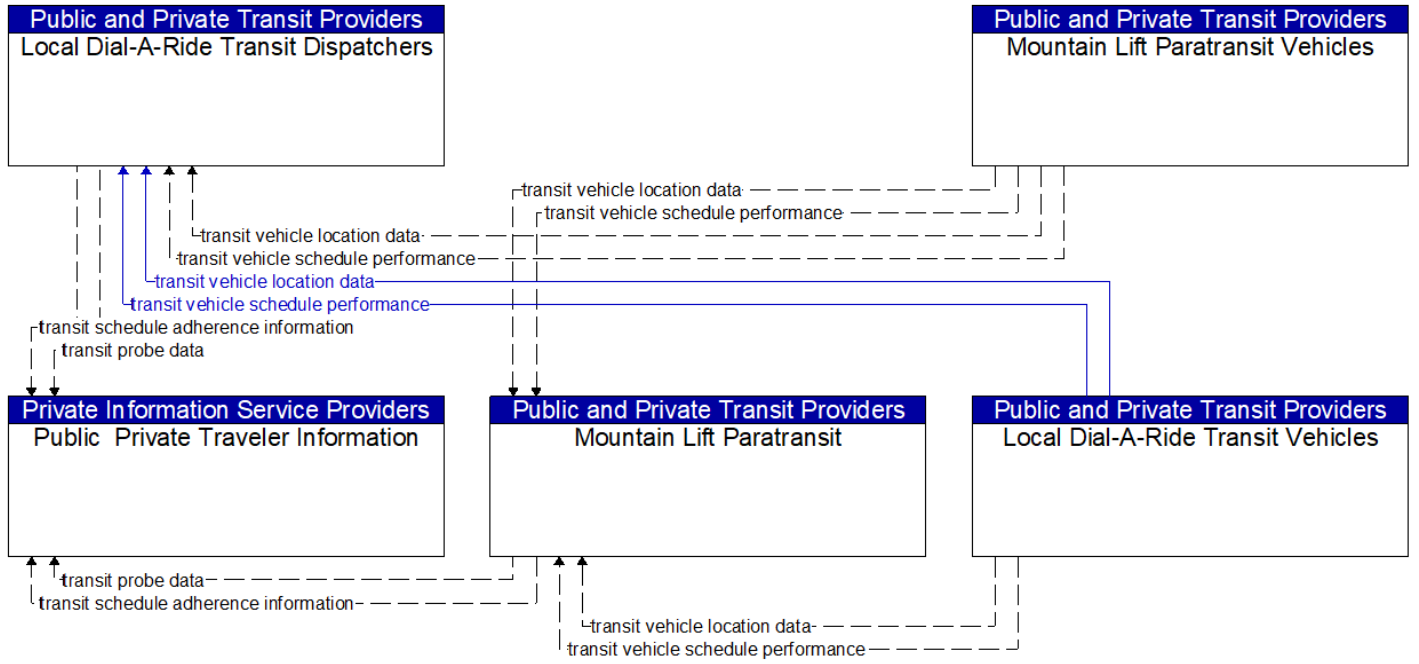 Public and Private Transit Providers
Local Dial-A-Ride Transit Dispatchers
Public and Private Transit Providers
Mountain Lift Paratransit Vehicles
transit vehicle location data
transit vehicle schedule performance
transit vehicle location data
transit vehicle schedule performance
transit vehicle location data
transit vehicle schedule performance
transit schedule adherence information
transit probe data
Private Information Service Providers
Public  Private Traveler Information
Public and Private Transit Providers
Mountain Lift Paratransit
Public and Private Transit Providers
Local Dial-A-Ride Transit Vehicles
transit probe data
transit schedule adherence information
transit vehicle location data
transit vehicle schedule performance